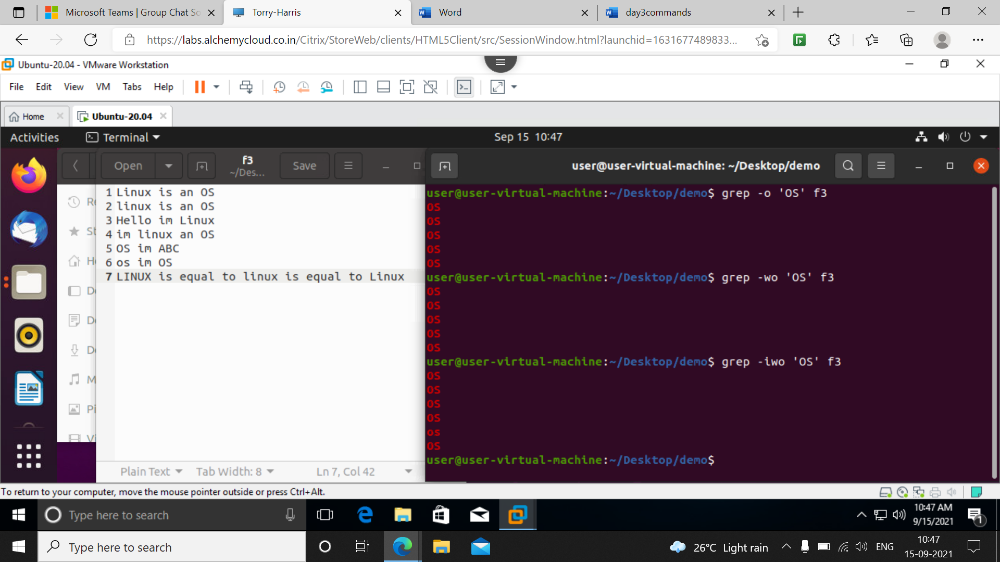 Microsoft Teams | Group Chat So
Torry-Harris
Word
day3commands
https://labs.alchemycloud.co.in/Citrix/StoreWeb/clients/HTML5Client/src/SessionWindow.html?launchid=1631677489833...
Ubuntu-20.04 - VMware Workstation
File Edit View VM Tabs Help
Home
Ubuntu-20.04
Activities
Terminal
Sep 15 10:47
Open
f3
~/Des...
Save
user@user-virtual-machine: ~/Desktop/demo
Re
St
Ho
De
Do
Do
M
Pi
Vi
1 Linux is an OS
2 linux is an OS
3 Hello im Linux
4 im linux an OS
5 OS im ABC
6 os im OS
7 LINUX is equal to linux is equal to Linux
Plain Text
Tab Width: 8
Ln 7, Col 42
user@user-virtual-machine:~/Desktop/demo$ grep -o 'OS' f3
OS
OS
OS
OS
OS
user@user-virtual-machine:~/Desktop/demo$ grep -wo 'OS' f3
OS
OS
OS
OS
OS
user@user-virtual-machine:~/Desktop/demo$ grep -iwo 'OS' f3
OS
OS
OS
OS
os
OS
user@user-virtual-machine:~/Desktop/demo$
To return to your computer, move the mouse pointer outside or press Ctrl+Alt.
Type here to search
10:47 AM
9/15/2021
1
Type here to search
26°C Light rain
ENG
10:47
15-09-2021